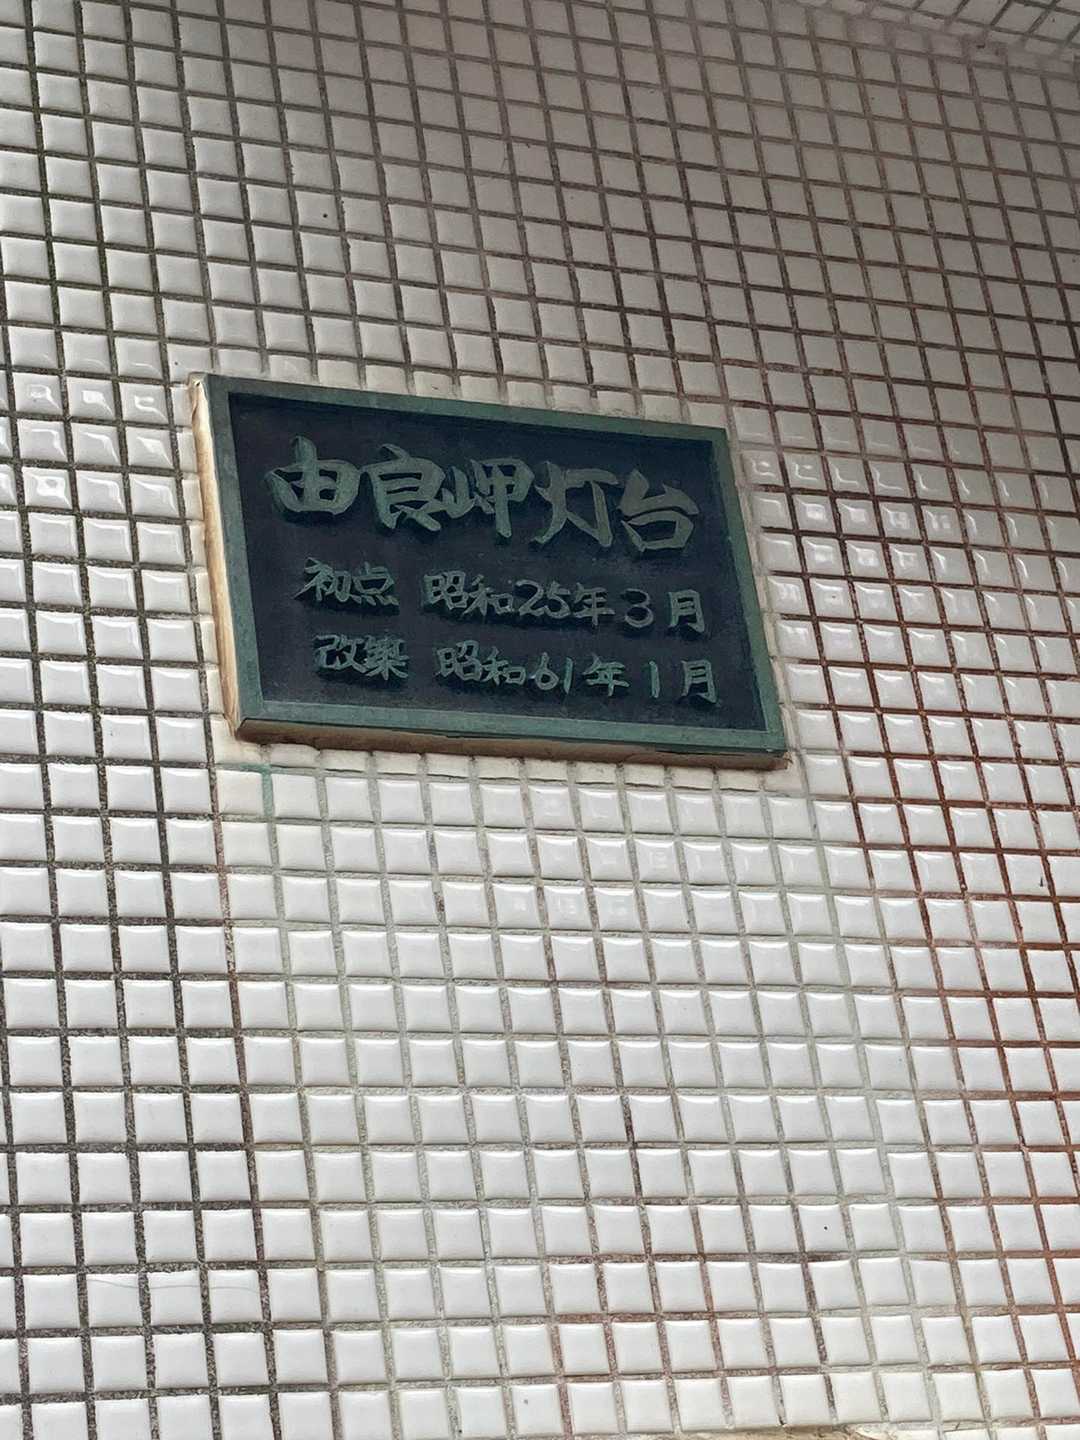 由良岬灯台
初点 昭和25年3月
改築 昭和61年1月